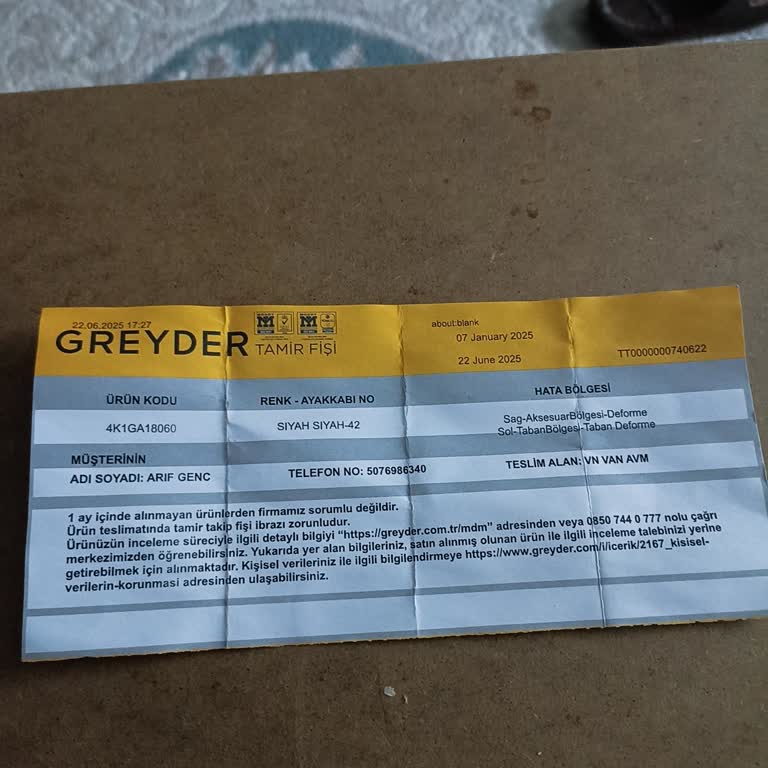 22.06.2025 17:27
about:blank
GREYDER TAMİR FİŞİ
07 January 2025
22 June 2025
TT0000000740622
ÜRÜN KODU
RENK - AYAKKABI NO
HATA BÖLGESİ
4K1GA18060
SIYAH SIYAH-42
Sag-AksesuarBölgesi-Deforme
Sol-TabanBölgesi-Taban Deforme
MÜŞTERİNİN
ADI SOYADI: ARIF GENC
TELEFON NO: 5076986340
TESLİM ALAN: VN VAN AVM
1 ay içinde alınmayan ürünlerden firmamız sorumlu değildir.
Ürün teslimatında tamir takip fişi ibrazı zorunludur.
Ürünüzün inceleme süreciyle ilgili detaylı bilgiyi “https://greyder.com.tr/mdm” adresinden veya 0850 744 0 777 nolu çağrı
merkezimizden öğrenebilirsiniz. Yukarıda yer alan bilgileriniz, satın alınmış olunan ürün ile ilgili inceleme talebinizi yerine
getirebilmek için alınmaktadır. Kişisel verileriniz ile ilgili bilgilendirmeye https://www.greyder.com/l/icerik/2167_kisisel-
verilerin-korunması adresinden ulaşabilirsiniz.